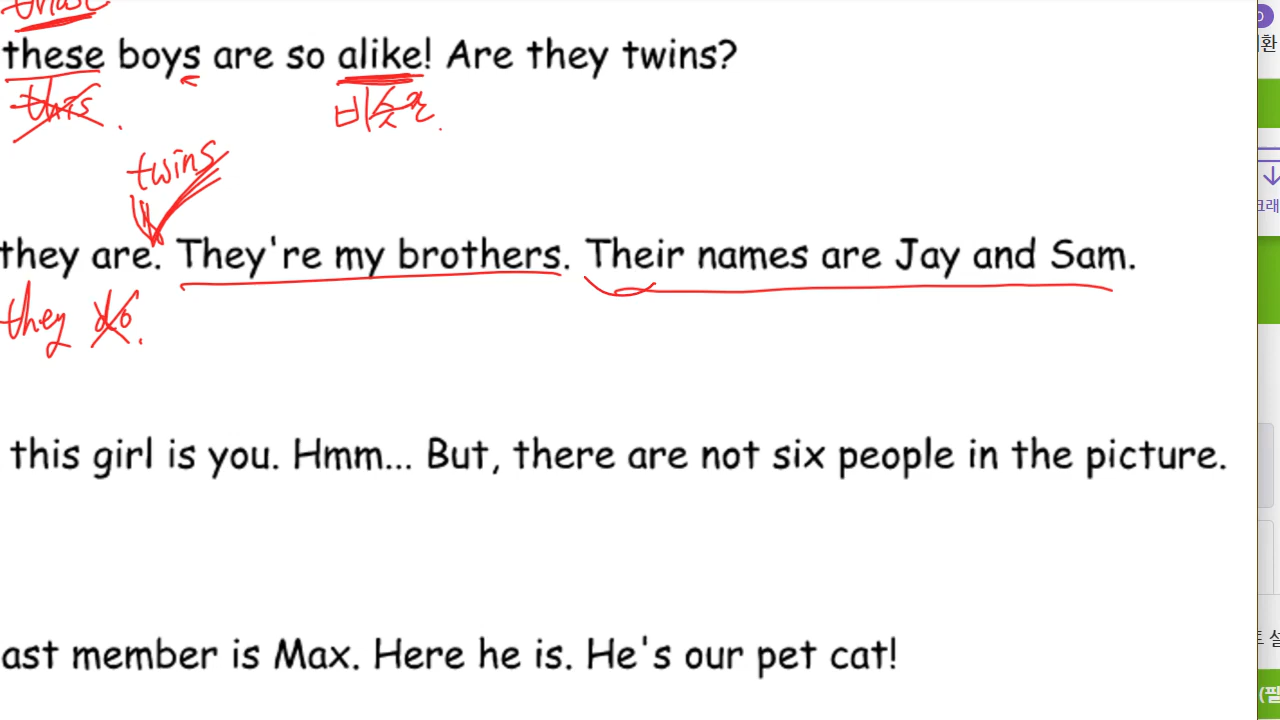 these boys are so alike! Are they twins?
this
비슷한
twins
they are. They're my brothers. Their names are Jay and Sam.
they do
this girl is you. Hmm... But, there are not six people in the picture.
ast member is Max. Here he is. He's our pet cat!